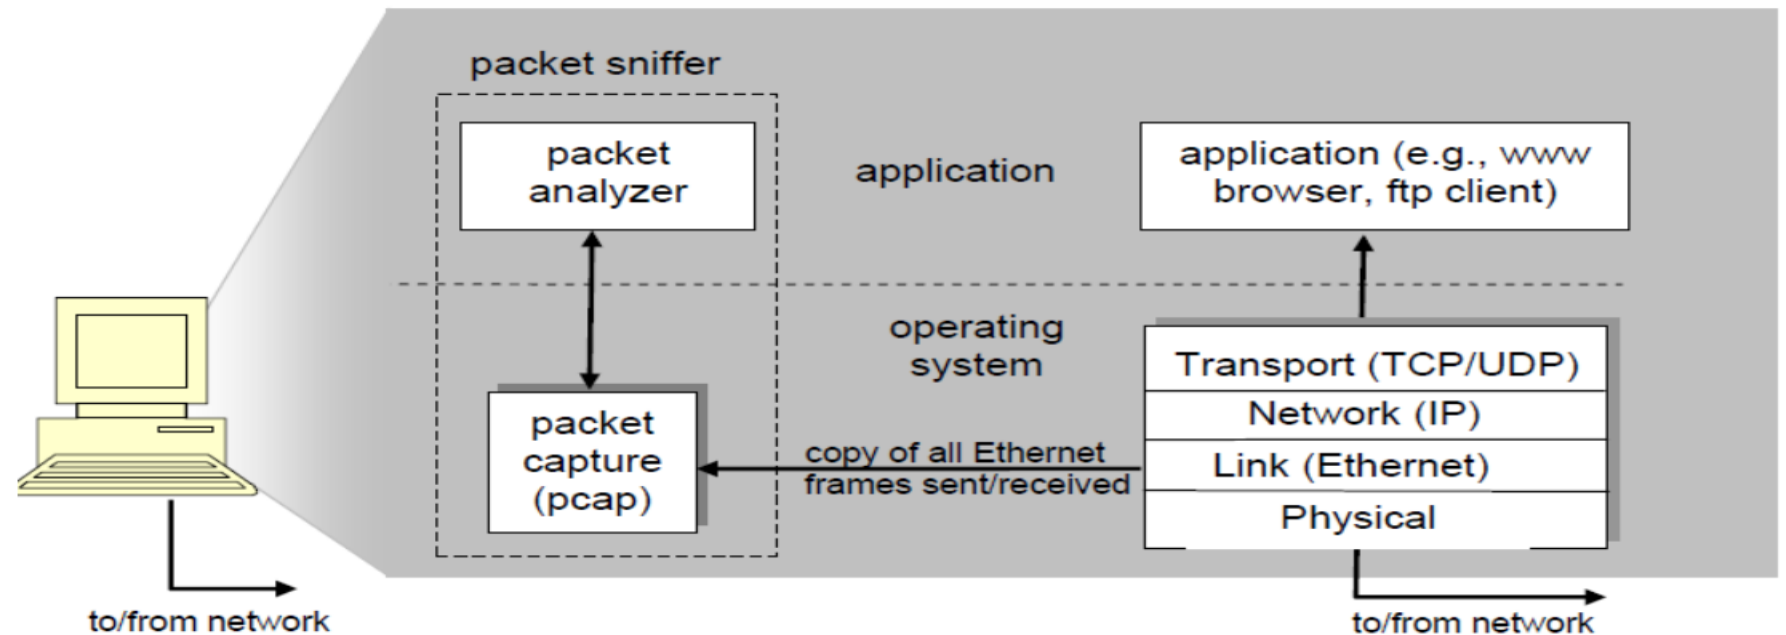 packet sniffer
packet
analyzer
application
application (e.g., www
browser, ftp client)
operating
system
packet
capture
(pcap)
copy of all Ethernet
frames sent/received
Transport (TCP/UDP)
Network (IP)
Link (Ethernet)
Physical
to/from network
to/from network